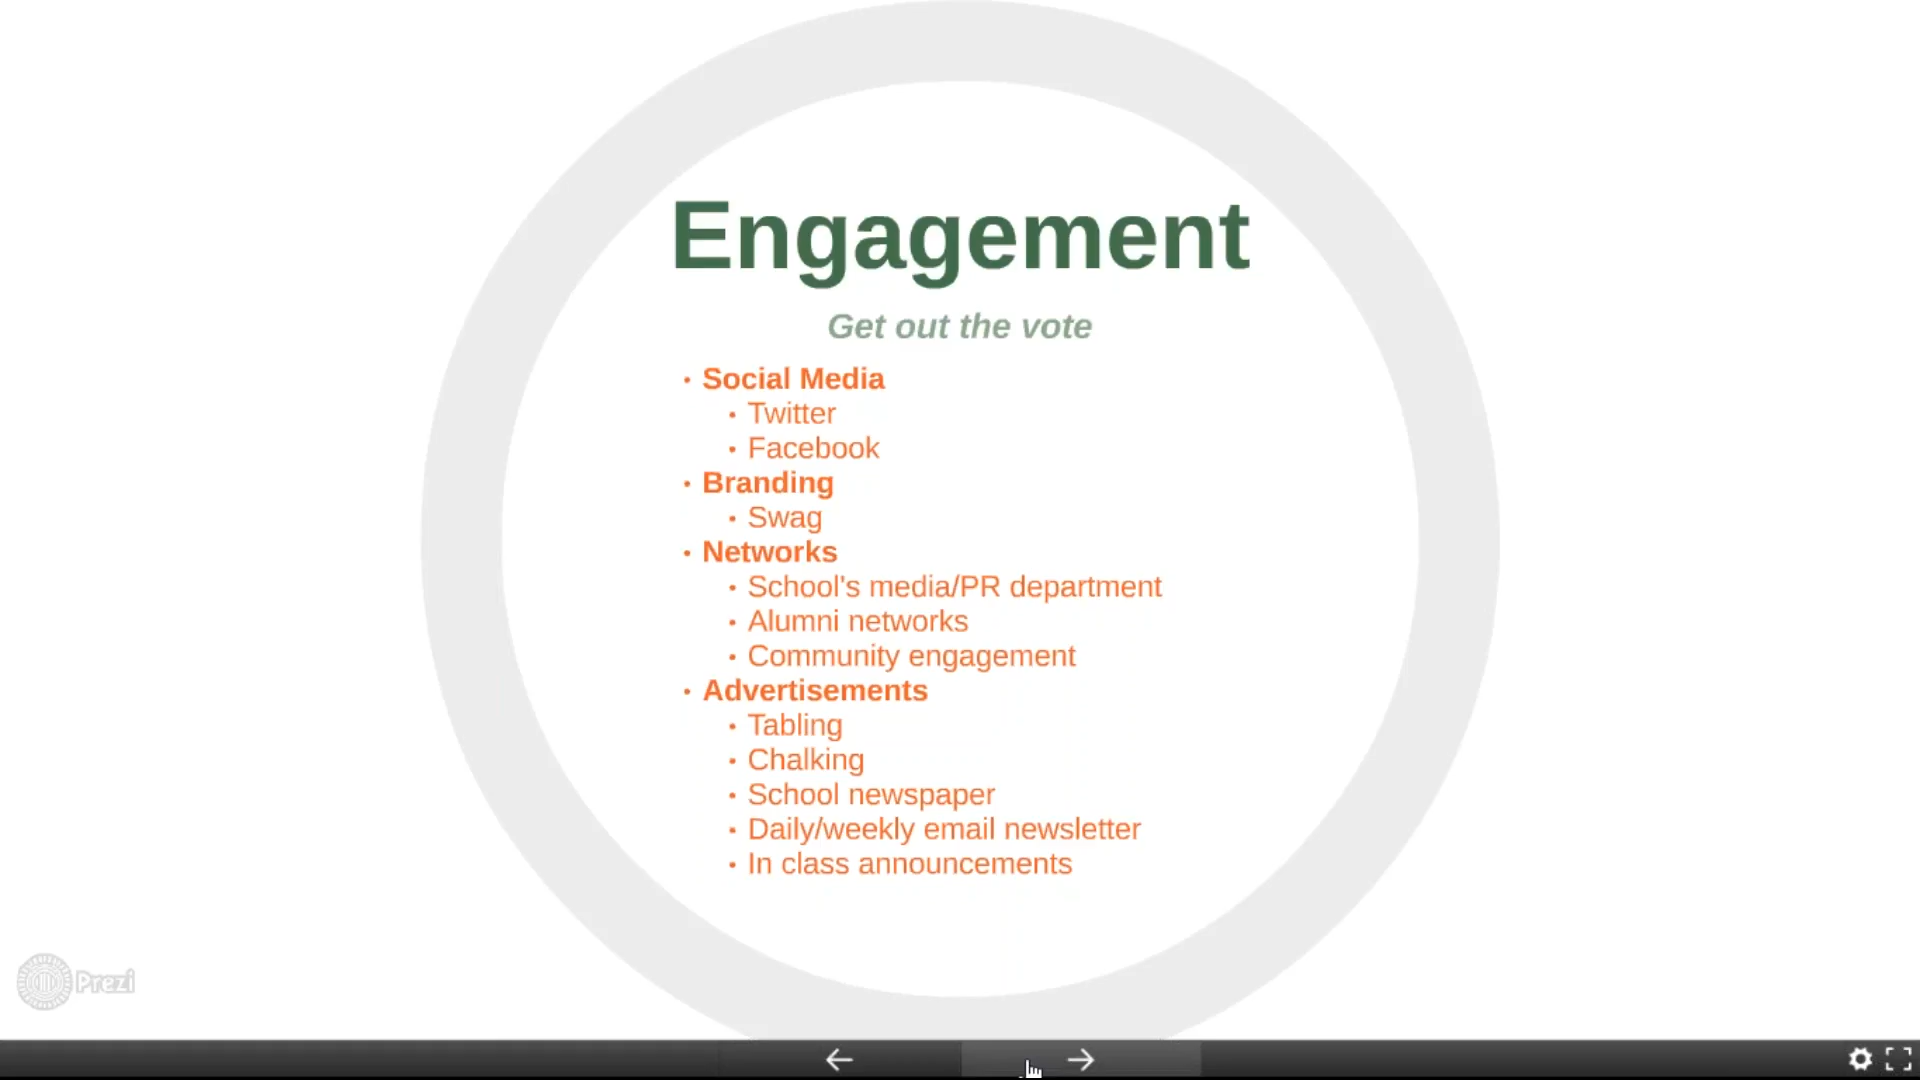 Engagement
Get out the vote
• Social Media
• Twitter
• Facebook
• Branding
• Swag
• Networks
• School's media/PR department
• Alumni networks
• Community engagement
• Advertisements
• Tabling
• Chalking
• School newspaper
• Daily/weekly email newsletter
• In class announcements
Prezi